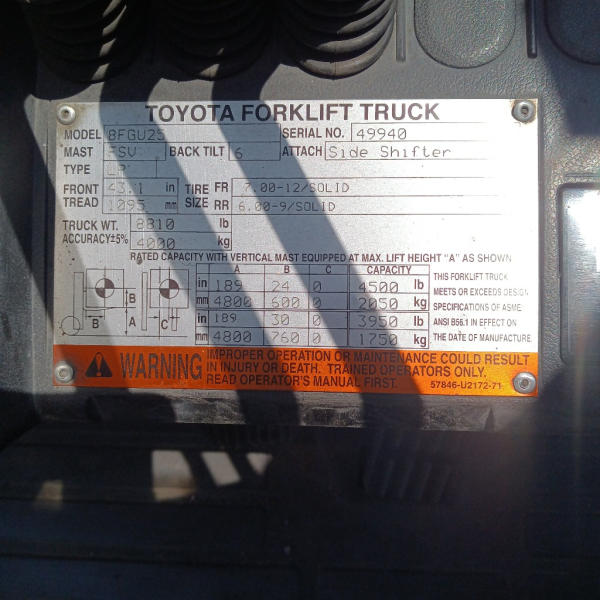 TOYOTA FORKLIFT TRUCK
MODEL 8FGU25 SERIAL NO. 49940
MAST FSV BACK TILT 6 ATTACH Side Shifter
TYPE LP
FRONT TREAD 43.1 in TIRE SIZE FR 7.00-12/SOLID
1095 mm RR 6.00-9/SOLID
TRUCK WT. 8810 lb
ACCURACY±5% 4000 kg
RATED CAPACITY WITH VERTICAL MAST EQUIPPED AT MAX. LIFT HEIGHT "A" AS SHOWN
A B C CAPACITY
in 189 24 0 4500 lb
mm 4800 600 0 2050 kg
in 189 30 0 3950 lb
mm 4800 760 0 1750 kg
B A B C
THIS FORKLIFT TRUCK
MEETS OR EXCEEDS DESIGN
SPECIFICATIONS OF ASME
ANSI B56.1 IN EFFECT ON
THE DATE OF MANUFACTURE.
WARNING
IMPROPER OPERATION OR MAINTENANCE COULD RESULT
IN INJURY OR DEATH. TRAINED OPERATORS ONLY.
READ OPERATOR'S MANUAL FIRST. 57846-U2172-71